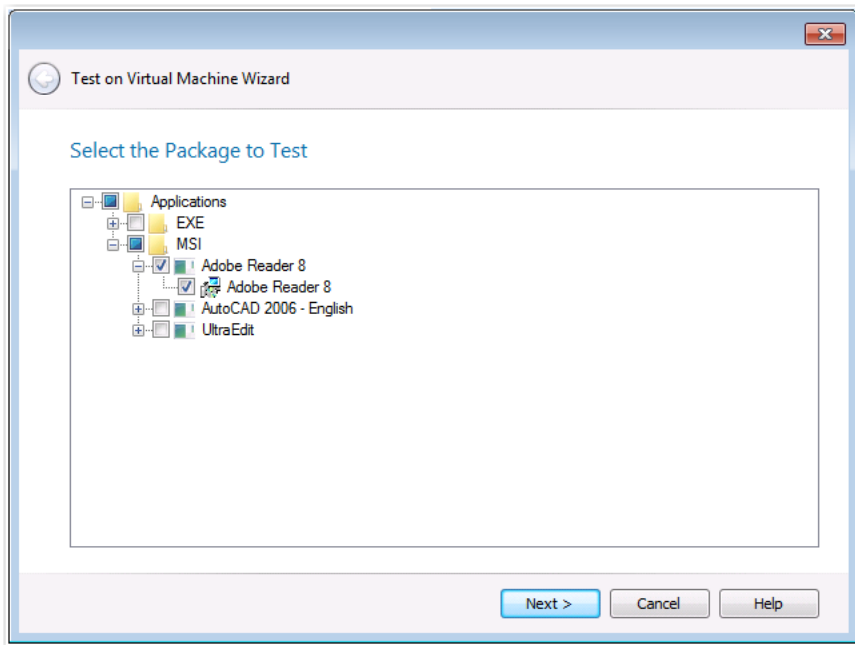 Test on Virtual Machine Wizard
Select the Package to Test
Applications
EXE
MSI
Adobe Reader 8
Adobe Reader 8
AutoCAD 2006 - English
UltraEdit
Next > Cancel Help